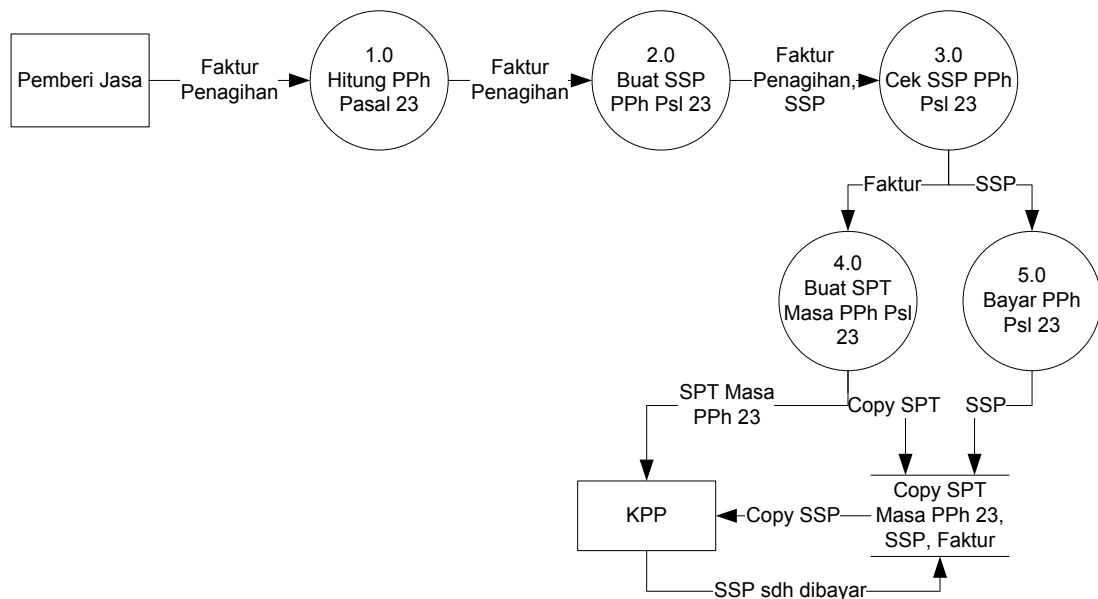 Pemberi Jasa
Faktur
Penagihan
1.0
Hitung PPh
Pasal 23
Faktur
Penagihan
2.0
Buat SSP
PPh Psl 23
Faktur
Penagihan,
SSP
3.0
Cek SSP PPh
Psl 23
Faktur
SSP
4.0
Buat SPT
Masa PPh Psl
23
5.0
Bayar PPh
Psl 23
SPT Masa
PPh 23
Copy SPT
SSP
KPP
Copy SSP
Copy SPT
Masa PPh 23,
SSP, Faktur
SSP sdh dibayar